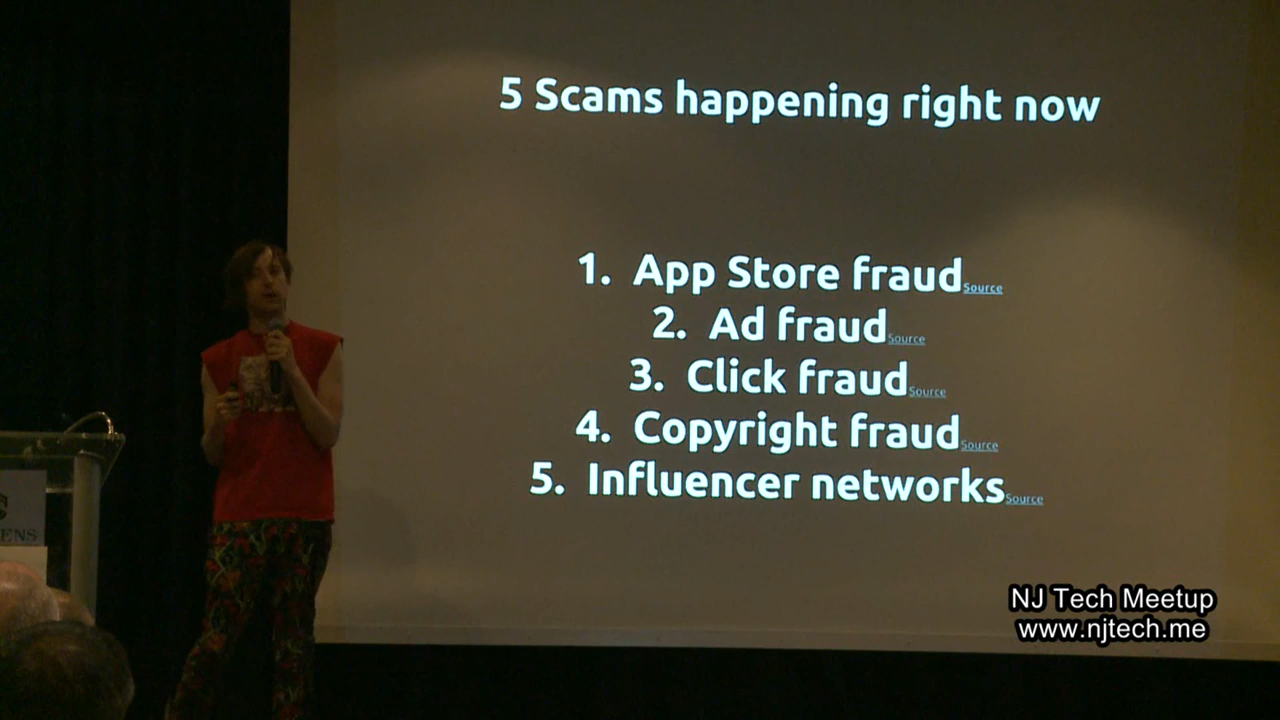 5 Scams happening right now
1. App Store fraud Source
2. Ad fraud Source
3. Click fraud Source
4. Copyright fraud Source
5. Influencer networks Source
ENS
NJ Tech Meetup
www.njtech.me